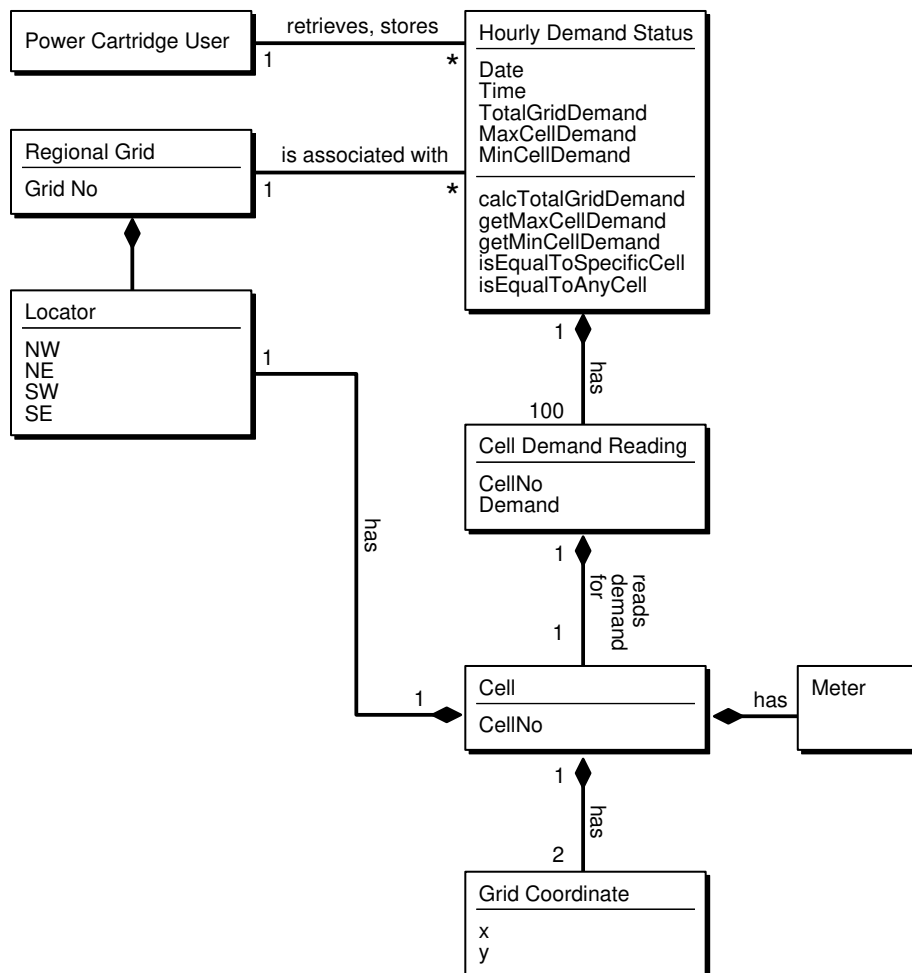 Power Cartridge User
retrieves, stores
1
*
Hourly Demand Status
Date
Time
TotalGridDemand
MaxCellDemand
MinCellDemand
calcTotalGridDemand
getMaxCellDemand
getMinCellDemand
isEqualToSpecificCell
isEqualToAnyCell
Regional Grid
Grid No
is associated with
1
*
Locator
NW
NE
SW
SE
1
has
1
1
has
100
Cell Demand Reading
CellNo
Demand
1
reads
demand
for
1
Cell
CellNo
has
Meter
1
has
2
Grid Coordinate
x
y